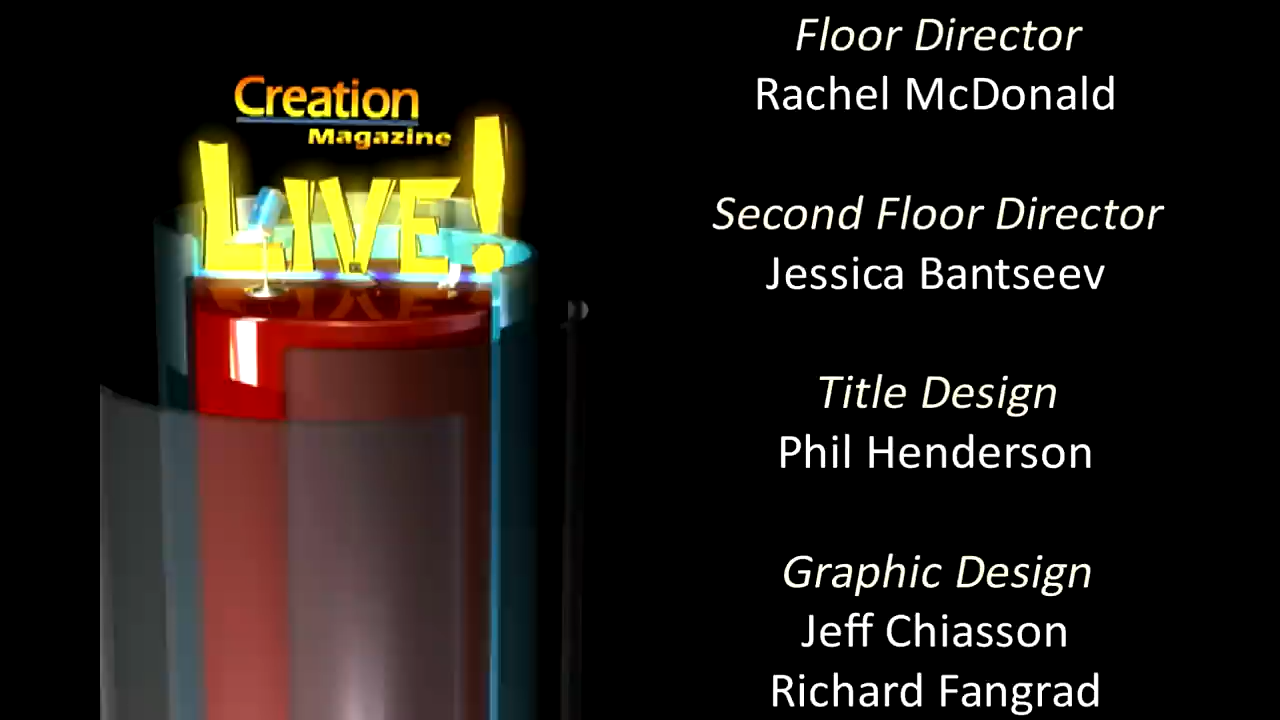 Creation
Magazine
LIVE!
Floor Director
Rachel McDonald
Second Floor Director
Jessica Bantseev
Title Design
Phil Henderson
Graphic Design
Jeff Chiasson
Richard Fangrad